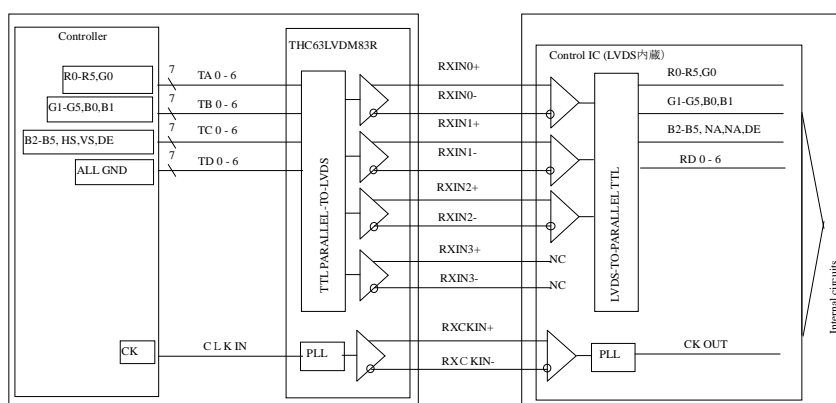 Controller
THC63LVDM83R
Control IC (LVDS内蔵)
R0-R5,G0
7
TA 0 - 6
RXIN0+
R0-R5,G0
G1-G5,B0,B1
7
TB 0 - 6
RXIN0-
G1-G5,B0,B1
B2-B5, HS,VS,DE
7
TC 0 - 6
RXIN1+
B2-B5, NA,NA,DE
ALL GND
7
TD 0 - 6
RXIN1-
RD 0 - 6
TTL PARALLEL-TO-LVDS
RXIN2+
RXIN2-
LVDS-TO-PARALLEL TTL
RXIN3+
NC
RXIN3-
NC
Internal circuits
CK
C L K IN
PLL
RXCKIN+
RXC KIN-
PLL
CK OUT